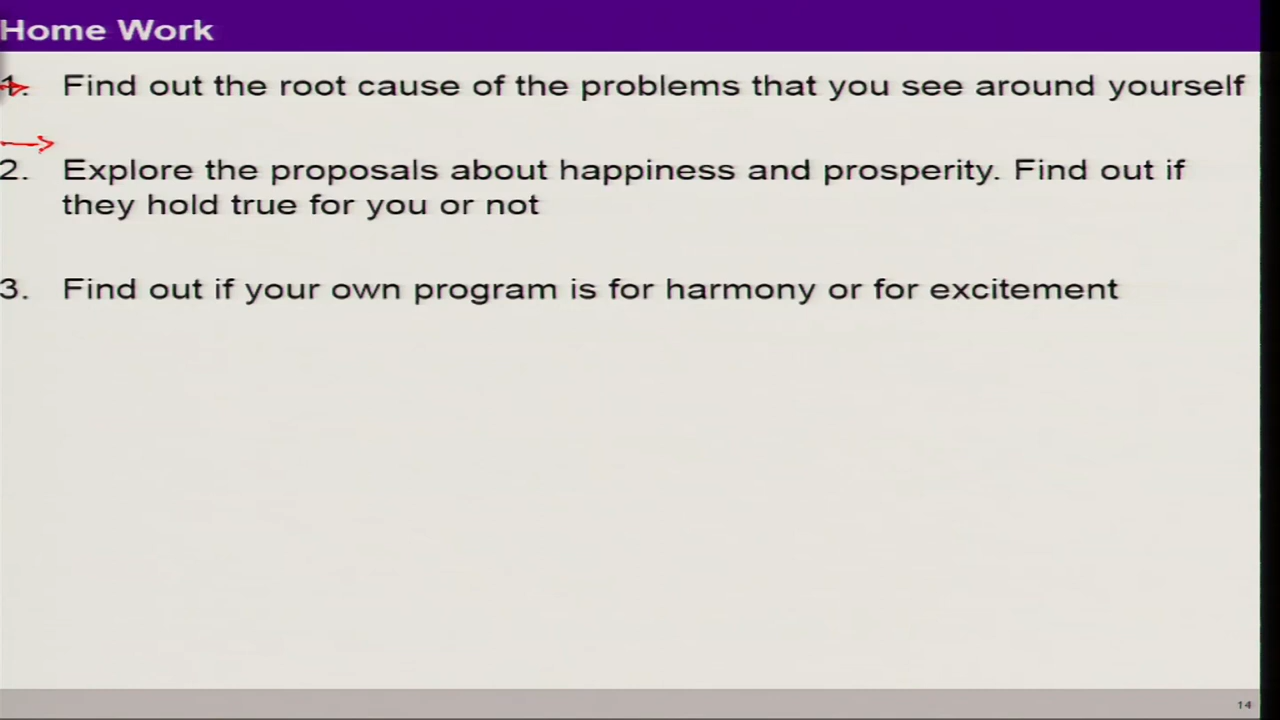 Home Work
1. Find out the root cause of the problems that you see around yourself
2. Explore the proposals about happiness and prosperity. Find out if
they hold true for you or not
3. Find out if your own program is for harmony or for excitement
14